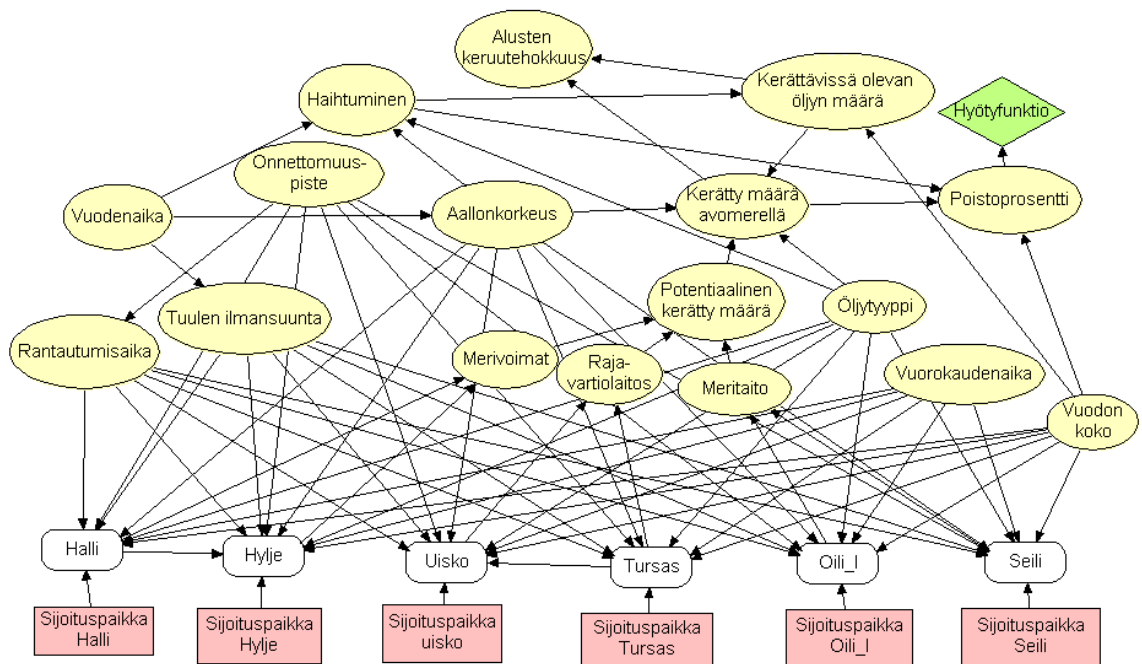 Alusten
keruutehokkuus
Kerättävissä olevan
öljyn määrä
Haihtuminen
Hyötyfunktio
Onnettomuus-
piste
Vuodenaika
Aallonkorkeus
Kerätty määrä
avomerellä
Poistoprosentti
Potentiaalinen
kerätty määrä
Öljytyyppi
Tuulen ilmansuunta
Rantautumisaika
Merivoimat
Raja-
vartiolaitos
Meritaito
Vuorokaudenaika
Vuodon
koko
Halli
Hylje
Uisko
Tursas
Oili_I
Seili
Sijoituspaikka
Halli
Sijoituspaikka
Hylje
Sijoituspaikka
uisko
Sijoituspaikka
Tursas
Sijoituspaikka
Oili_I
Sijoituspaikka
Seili